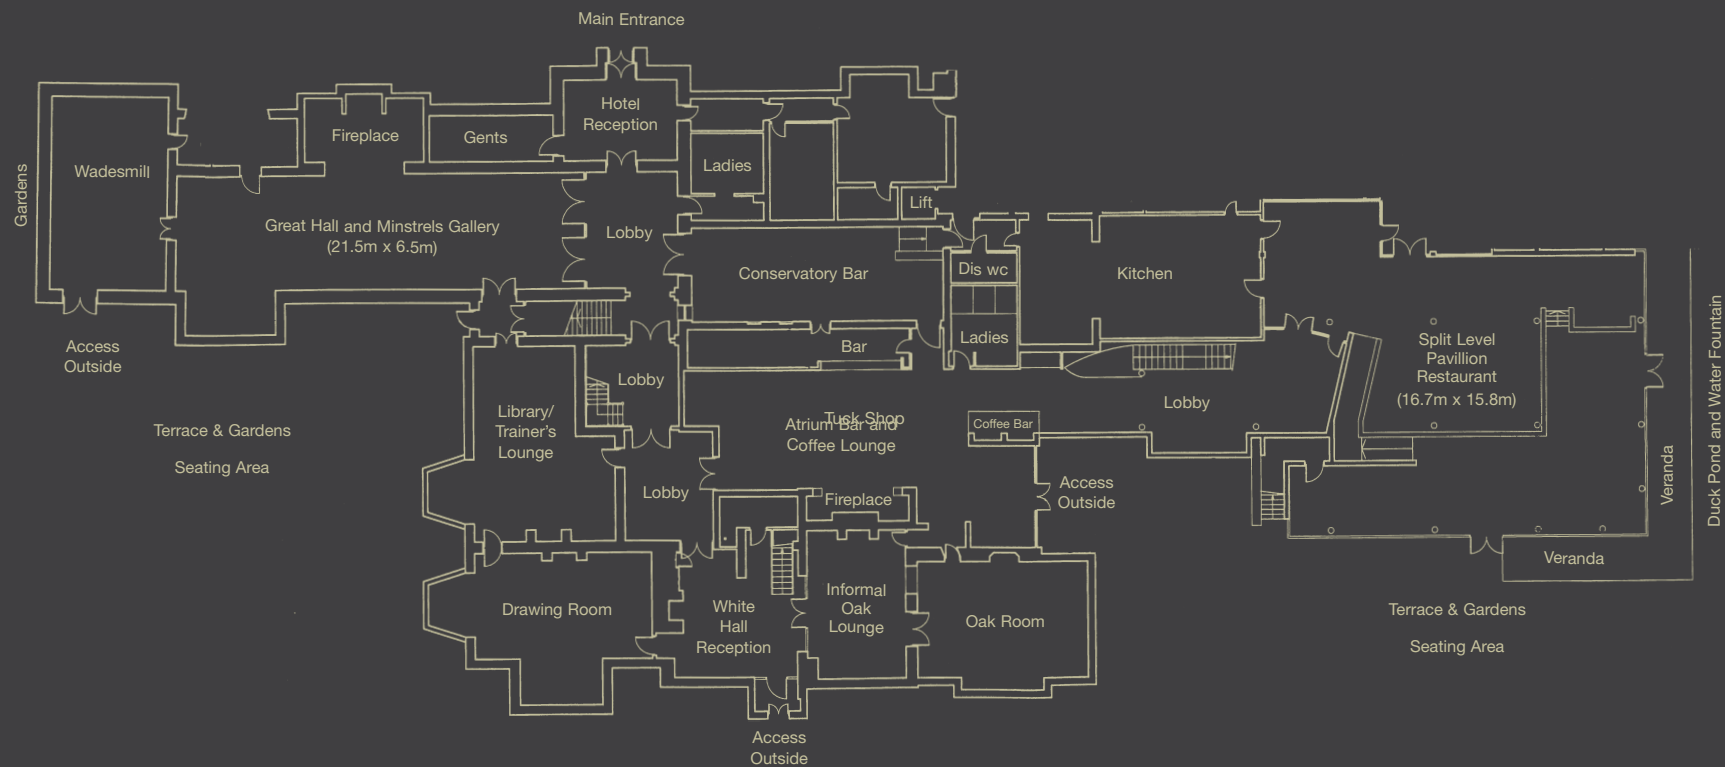 Main Entrance
Hotel
Reception
Fireplace
Gents
Wadesmill
Gardens
Ladies
Lift
Great Hall and Minstrels Gallery
(21.5m x 6.5m)
Lobby
Conservatory Bar
Dis wc
Kitchen
Ladies
Bar
Access
Outside
Lobby
Split Level
Pavillion
Restaurant
(16.7m x 15.8m)
Duck Pond and Water Fountain
Library/
Trainer's
Lounge
Tuck Shop
Atrium Bar and
Coffee Lounge
Coffee Bar
Lobby
Terrace & Gardens
Seating Area
Lobby
Fireplace
Access
Outside
Veranda
Veranda
Drawing Room
White
Hall
Reception
Informal
Oak
Lounge
Oak Room
Terrace & Gardens
Seating Area
Access
Outside